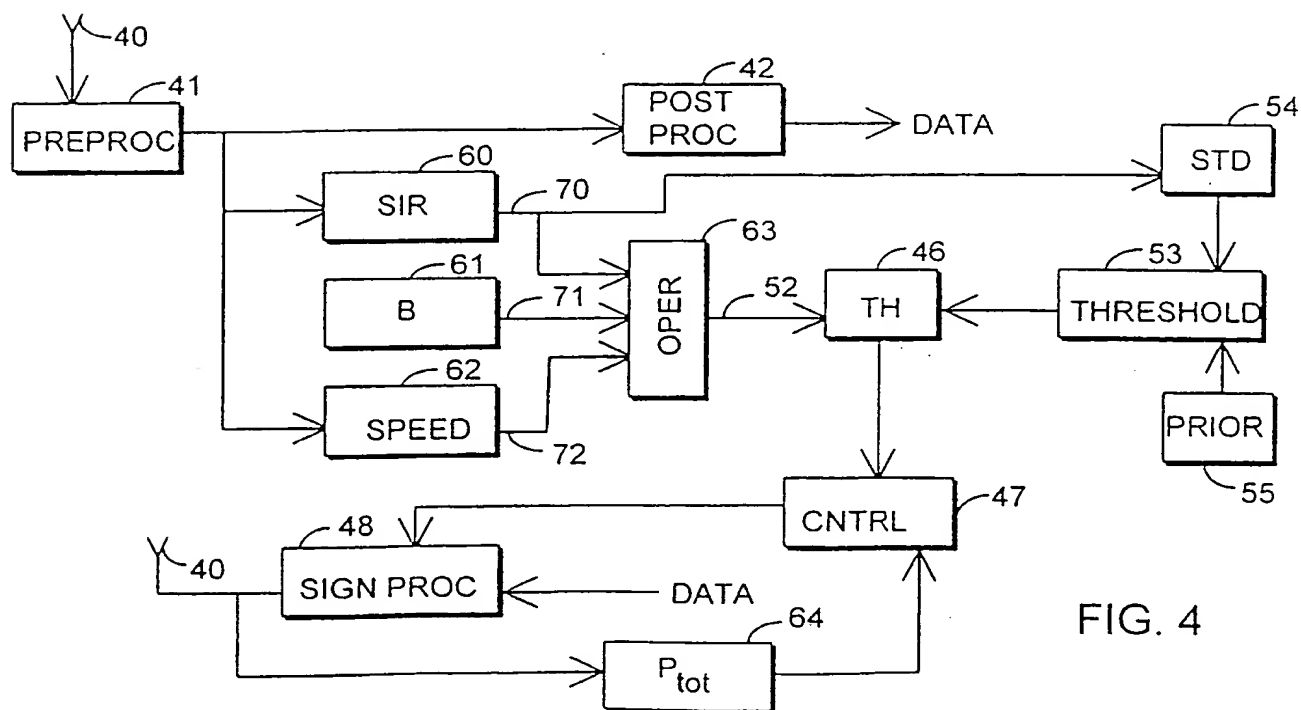 40
41
PREPROC
42
POST
PROC
DATA
54
STD
60
SIR
70
63
OPER
61
B
71
52
46
TH
53
THRESHOLD
62
SPEED
72
PRIOR
55
47
CNTRL
48
40
SIGN PROC
DATA
64
Ptot
FIG. 4